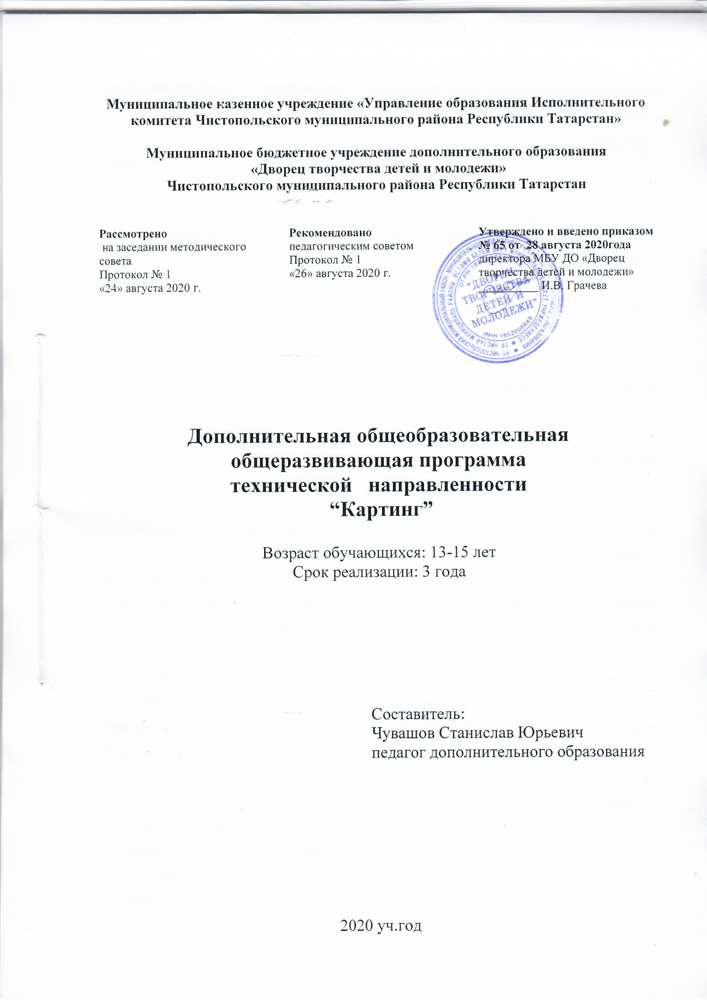 Муниципальное казенное учреждение «Управление образования Исполнительного
комитета Чистопольского муниципального района Республики Татарстан»
Муниципальное бюджетное учреждение дополнительного образования
«Дворец творчества детей и молодежи»
Чистопольского муниципального района Республики Татарстан
Рассмотрено
на заседании методического
совета
Протокол № 1
«24» августа 2020 г.
Рекомендовано
педагогическим советом
Протокол № 1
«26» августа 2020 г.
Утверждено и введено приказом
№ 65 от 28 августа 2020года
директора МБУ ДО «Дворец
творчества детей и молодежи»
____________ И.В. Грачева
“ДВОРЕЦ
ТВОРЧЕСТВА
ДЕТЕЙ И
МОЛОДЕЖИ”
ИНН 1652006649
Дополнительная общеобразовательная
общеразвивающая программа
технической направленности
“Картинг”
Возраст обучающихся: 13-15 лет
Срок реализации: 3 года
Составитель:
Чувашов Станислав Юрьевич
педагог дополнительного образования
2020 уч.год